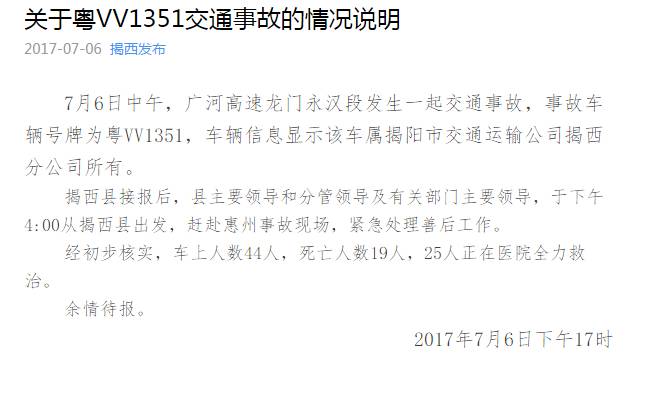 关于粤VV1351交通事故的情况说明
2017-07-06 揭西发布
7月6日中午，广河高速龙门永汉段发生一起交通事故，事故车
辆号牌为粤VV1351，车辆信息显示该车属揭阳市交通运输公司揭西
分公司所有。
揭西县接报后，县主要领导和分管领导及有关部门主要领导，于下午
4:00从揭西县出发，赶赴惠州事故现场，紧急处理善后工作。
经初步核实，车上人数44人，死亡人数19人，25人正在医院全力救
治。
余情待报。
2017年7月6日下午17时